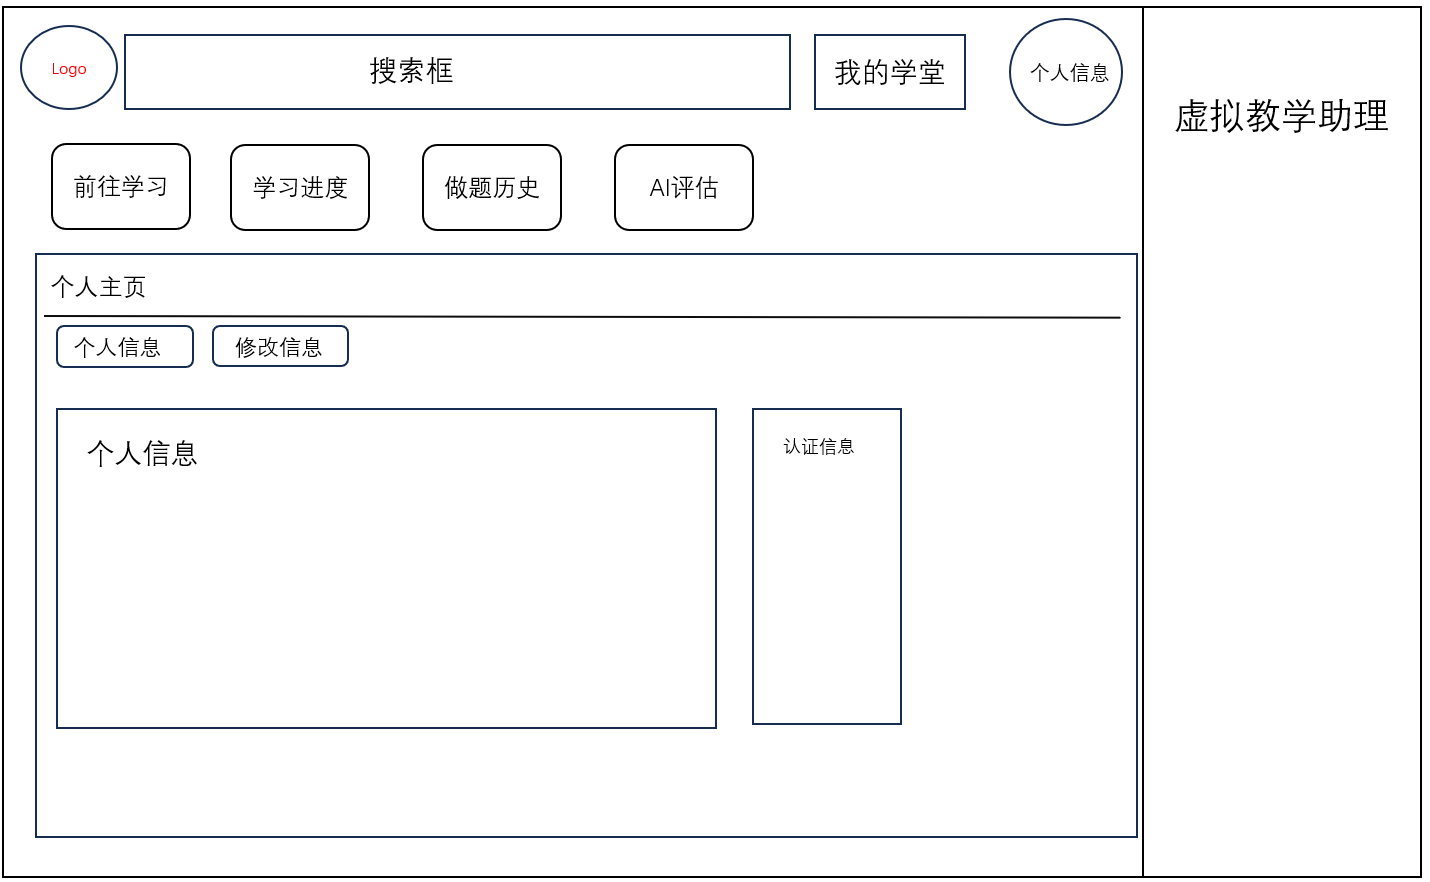 Logo
搜索框
我的学堂
个人信息
虚拟教学助理
前往学习
学习进度
做题历史
AI评估
个人主页
个人信息
修改信息
个人信息
认证信息